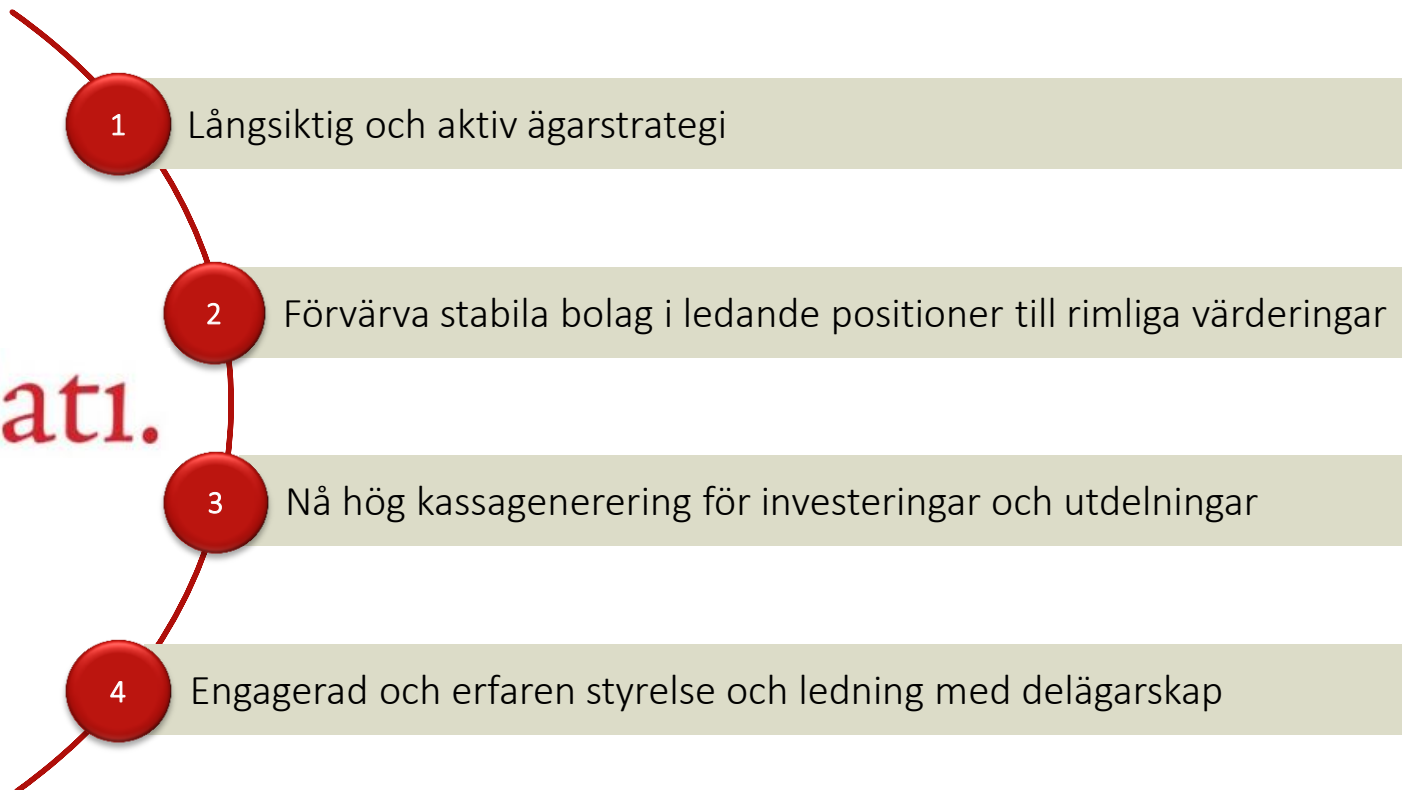 1 Långsiktig och aktiv ägarstrategi
2 Förvärva stabila bolag i ledande positioner till rimliga värderingar
atı.
3 Nå hög kassagenerering för investeringar och utdelningar
4 Engagerad och erfaren styrelse och ledning med delägarskap